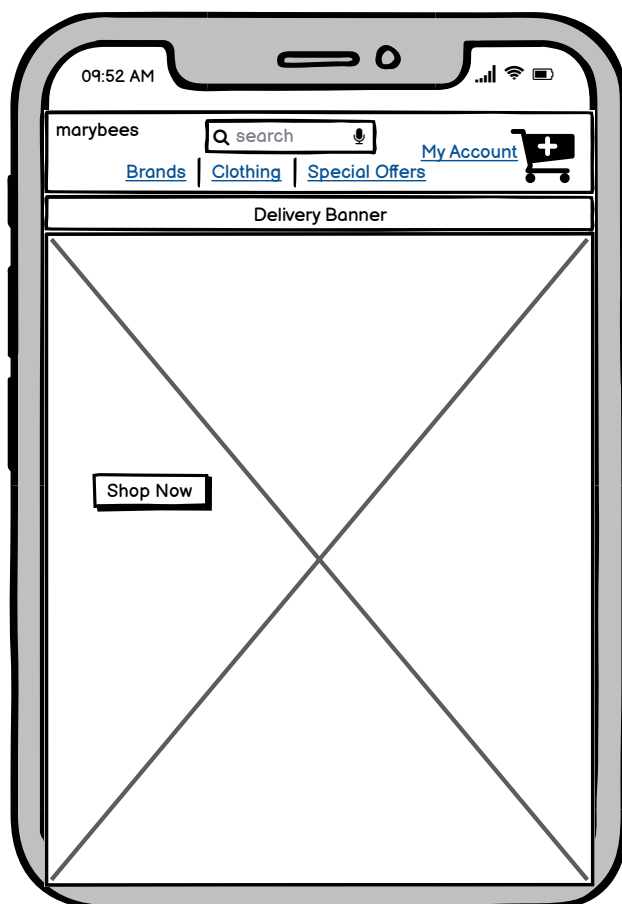 09:52 AM
marybees
search
My Account
Brands
Clothing
Special Offers
Delivery Banner
Shop Now